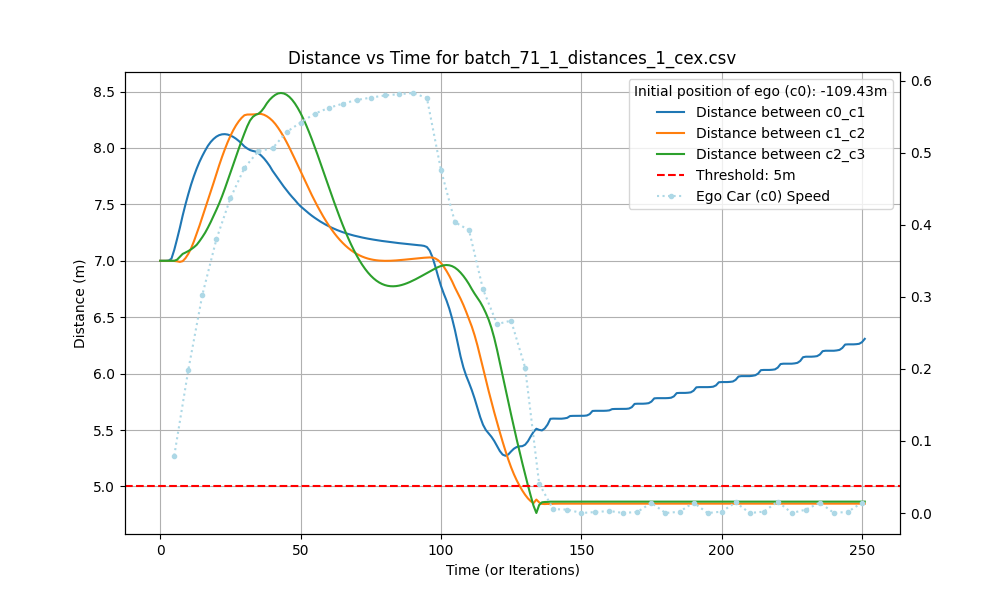 Distance vs Time for batch_71_1_distances_1_cex.csv
Initial position of ego (c0): -109.43m
Distance between c0_c1
Distance between c1_c2
Distance between c2_c3
Threshold: 5m
Ego Car (c0) Speed
Distance (m)
8.5
8.0
7.5
7.0
6.5
6.0
5.5
5.0
0.6
0.5
0.4
0.3
0.2
0.1
0.0
0 50 100 150 200 250
Time (or Iterations)